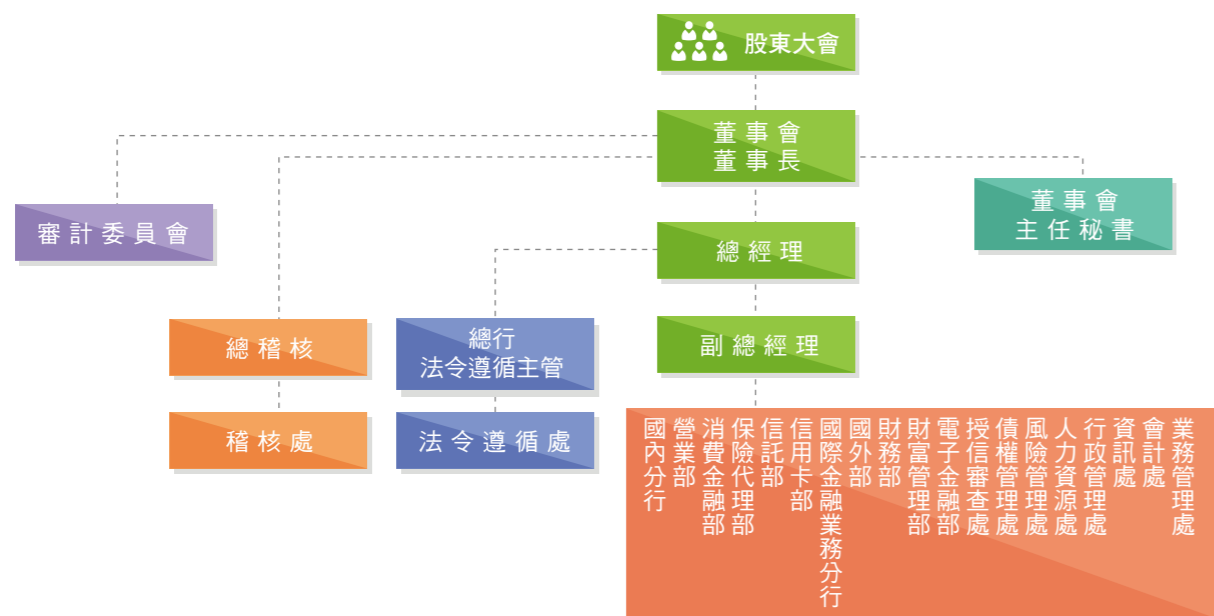 股東大會
董事會
董事長
審計委員會
董事會
主任秘書
總經理
總稽核
總行
法令遵循主管
副總經理
稽核處
法令遵循處
國內分行
營業部
消費金融部
保險代理部
信託部
信用卡部
國際金融業務分行
國外部
財務部
財富管理部
電子金融部
授信審查處
債權管理處
風險管理處
人力資源處
行政管理處
資訊處
會計處
業務管理處